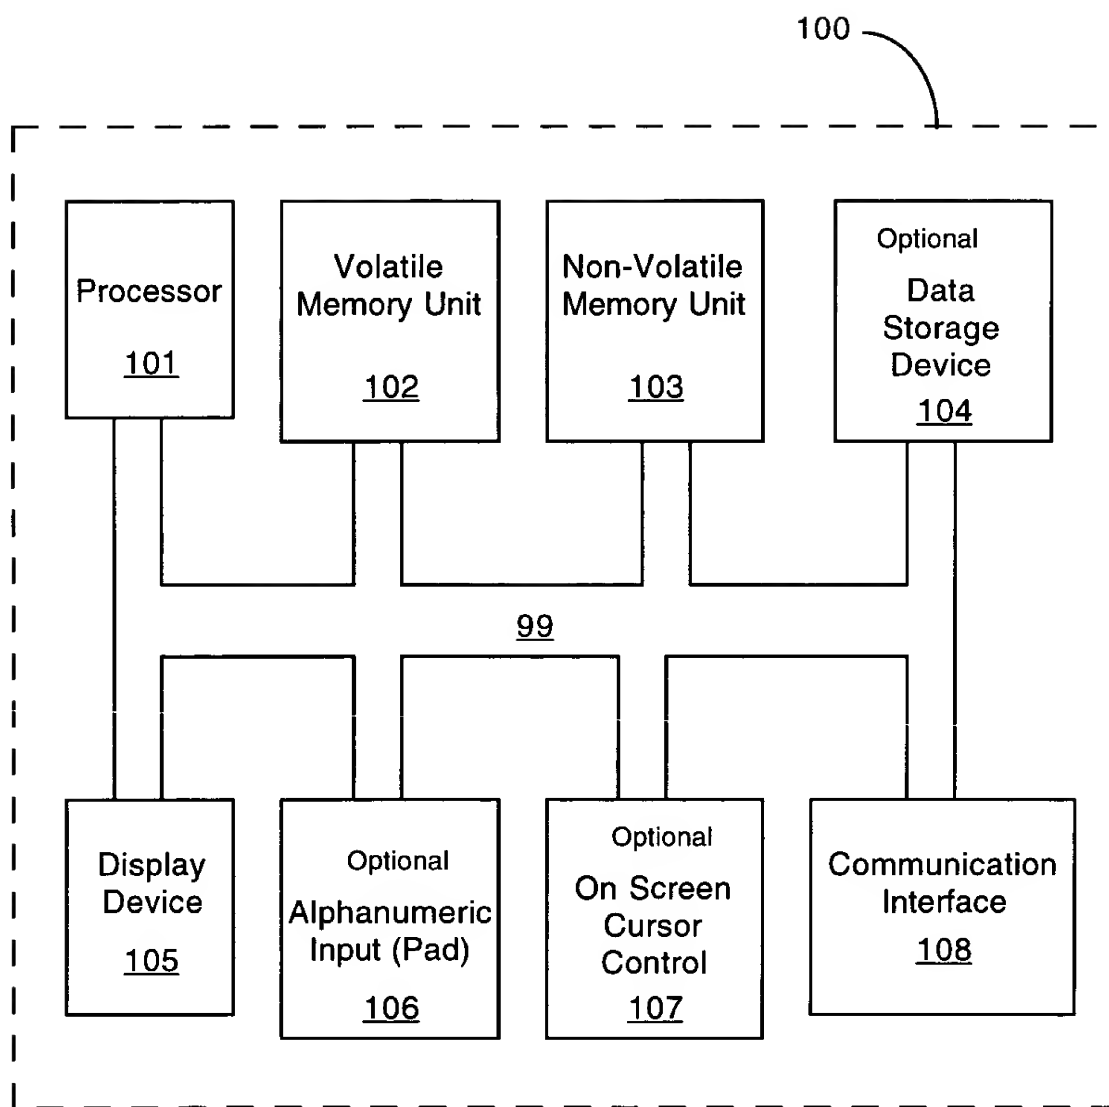 100
Processor
101
Volatile
Memory Unit
102
Non-Volatile
Memory Unit
103
Optional
Data
Storage
Device
104
99
Display
Device
105
Optional
Alphanumeric
Input (Pad)
106
Optional
On Screen
Cursor
Control
107
Communication
Interface
108